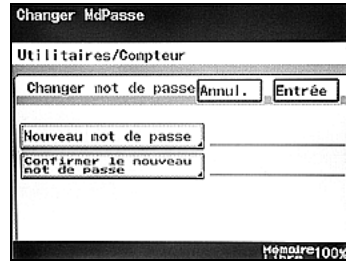 Changer MdPasse
Utilitaires/Compteur
Changer mot de passe Annul. Entrée
Nouveau mot de passe
Confirmer le nouveau
mot de passe
Mémoire 100%
Libre